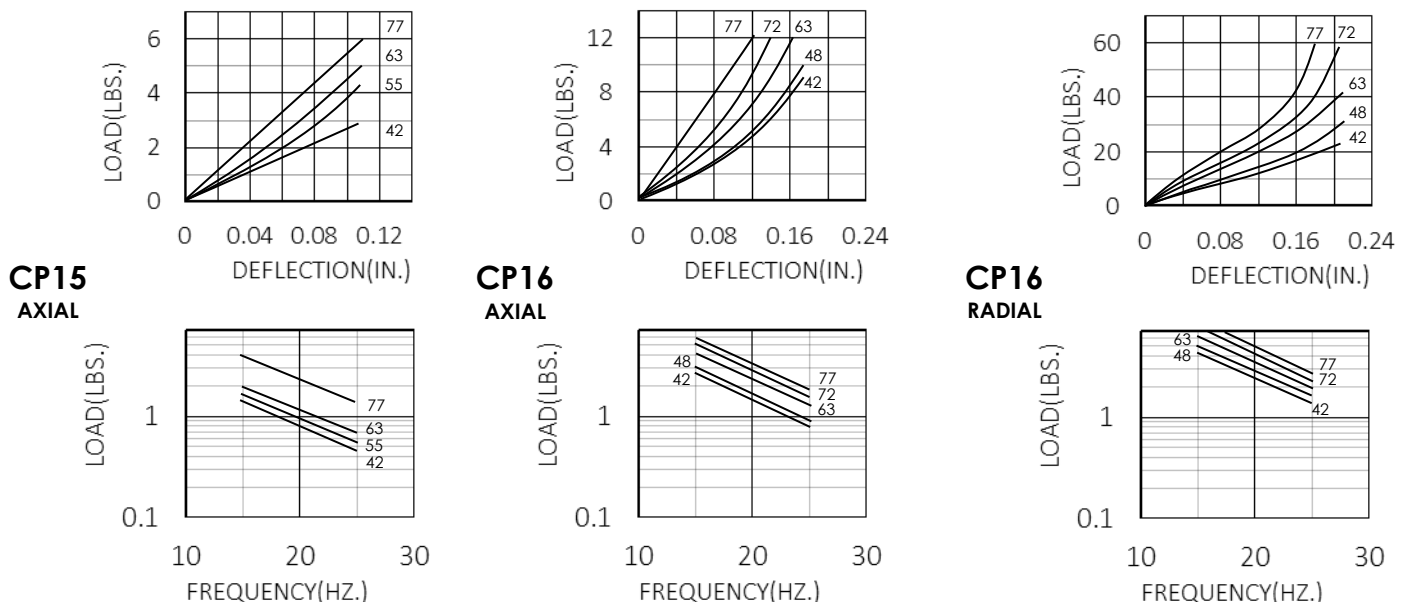 LOAD(LBS.)
6
4
2
0
77
63
55
42
0 0.04 0.08 0.12
DEFLECTION(IN.)
LOAD(LBS.)
12
8
4
0
77 72 63
48
42
0 0.08 0.16 0.24
DEFLECTION(IN.)
LOAD(LBS.)
60
40
20
0
77 72
63
48
42
0 0.08 0.16 0.24
DEFLECTION(IN.)
CP15
AXIAL
CP16
AXIAL
CP16
RADIAL
LOAD(LBS.)
1
0.1
77
63
55
42
10 20 30
FREQUENCY(HZ.)
LOAD(LBS.)
1
0.1
48
42
77
72
63
10 20 30
FREQUENCY(HZ.)
LOAD(LBS.)
1
0.1
63
48
77
72
42
10 20 30
FREQUENCY(HZ.)